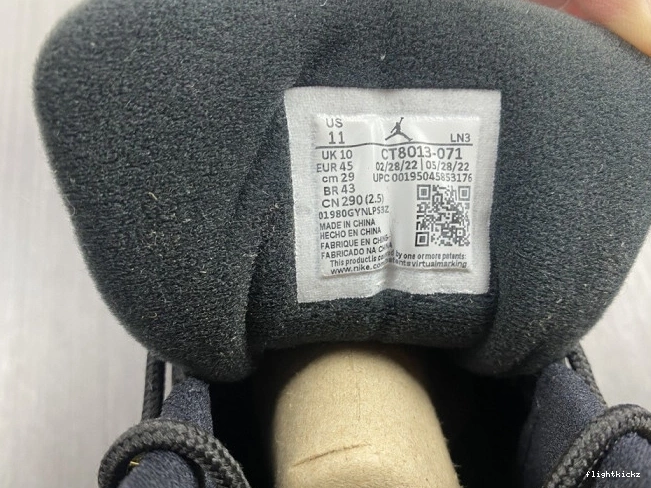 US
11
LN3
UK 10
CT8013-071
EUR 45
02/28/22 | 05/28/22
cm 29
UPC 00195045853176
BR 43
CN 290 (2.5)
01980GYNLPS3Z
MADE IN CHINA
HECHO EN CHINA
FABRIQUE EN CHINE
FABRICADO NA CHINA
This product is by one or more patents:
www.nike. virtualmarking
flightkickz